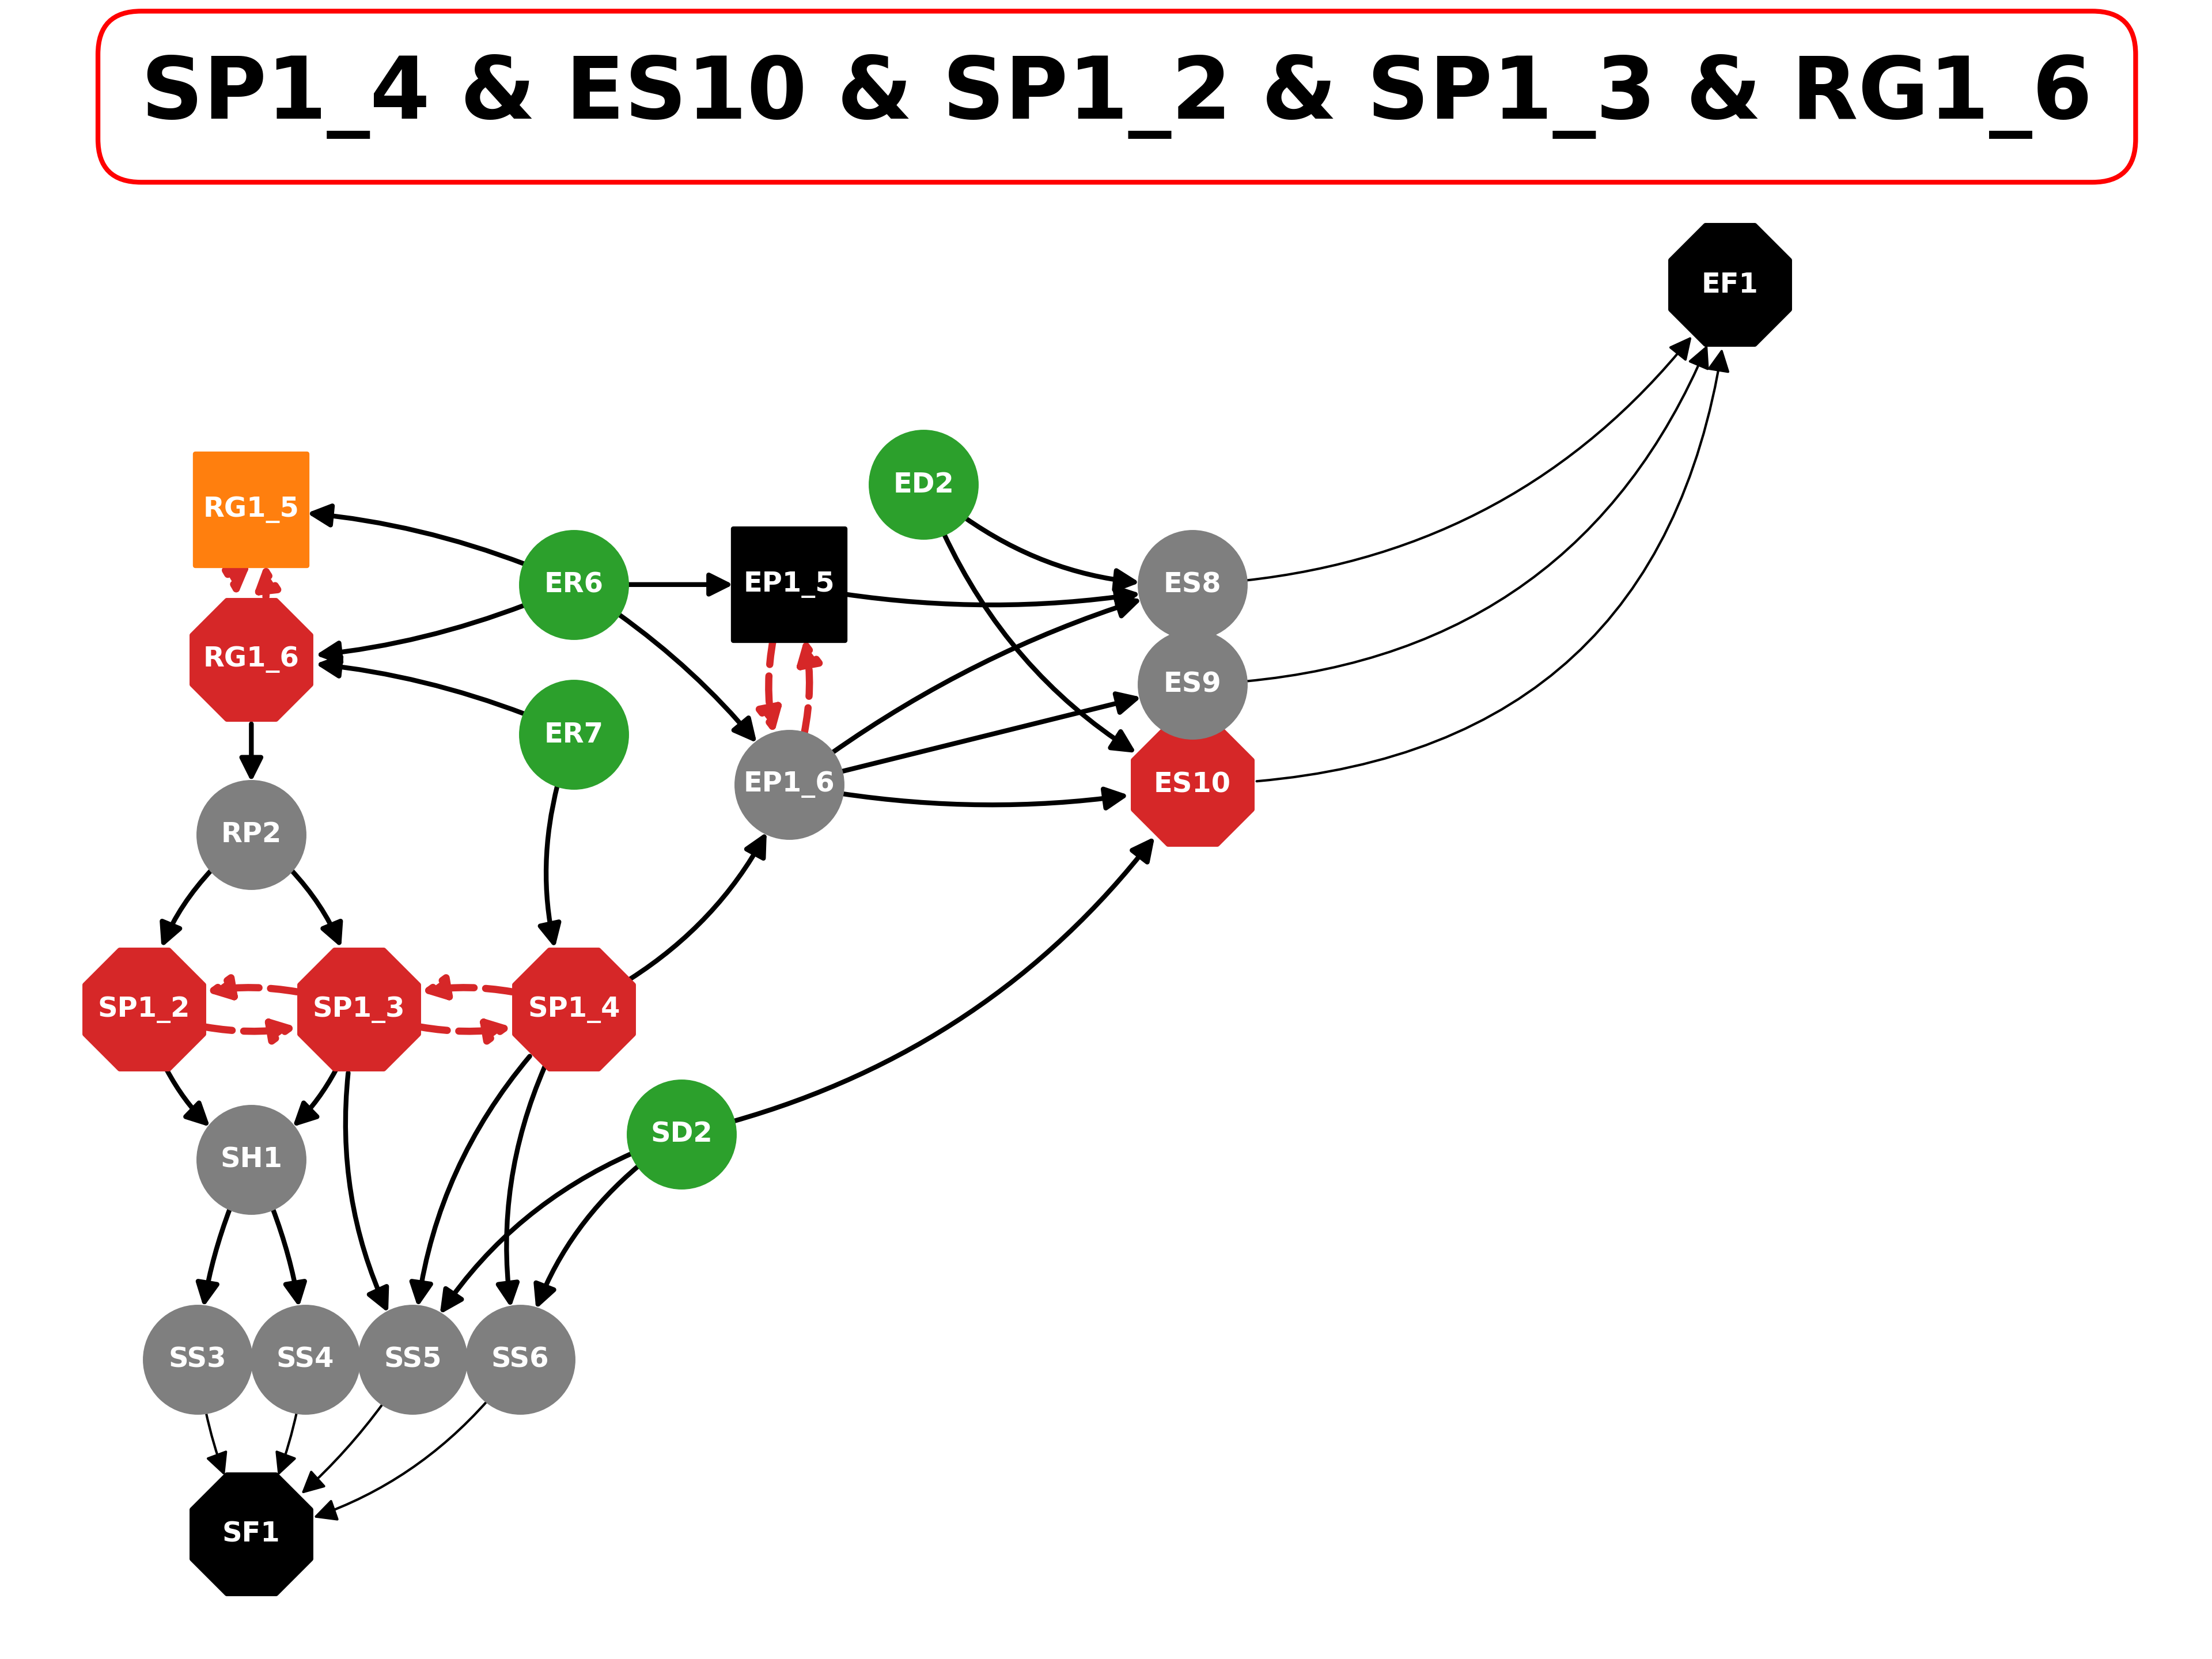 SP1_4 & ES10 & SP1_2 & SP1_3 & RG1_6
EF1
ED2
RG1_5
ER6
EP1_5
ES8
RG1_6
ES9
ER7
EP1_6
ES10
RP2
SP1_2
SP1_3
SP1_4
SD2
SH1
SS3
SS4
SS5
SS6
SF1